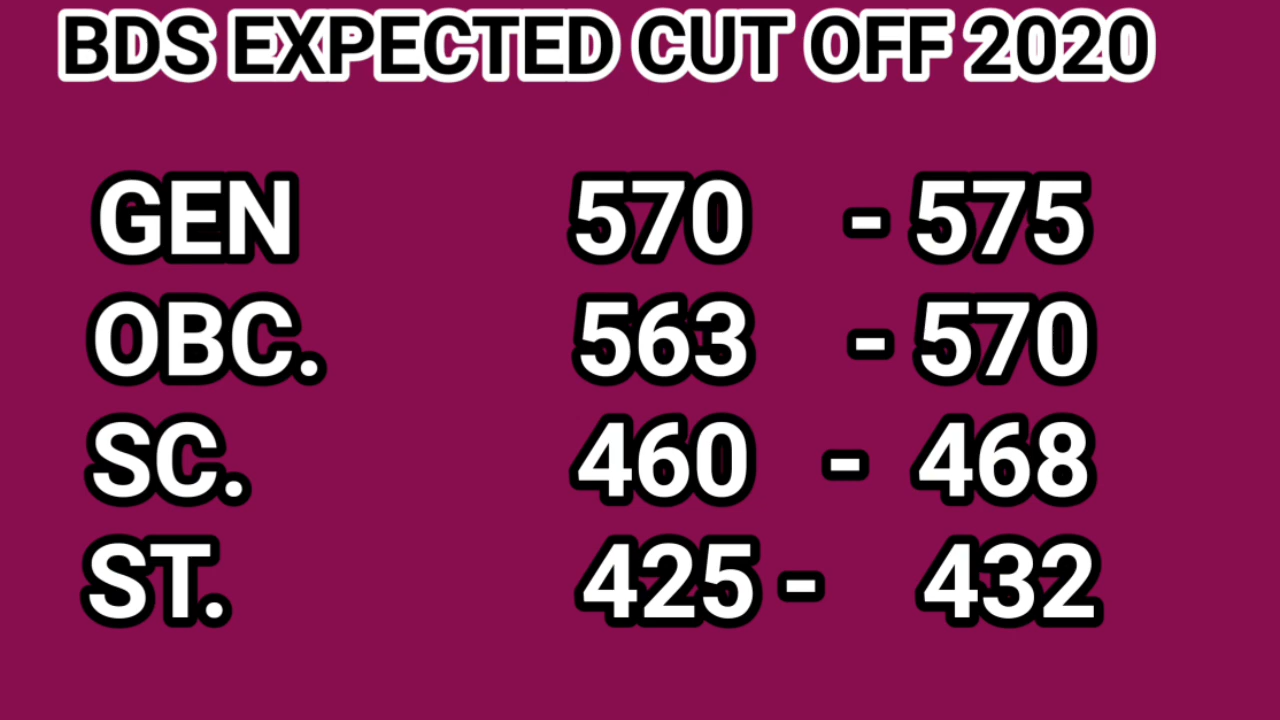 BDS EXPECTED CUT OFF 2020
GEN 570 - 575
OBC. 563 - 570
SC. 460 - 468
ST. 425 - 432